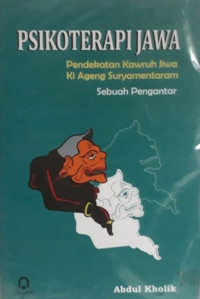 PSIKOTERAPI JAWA
Pendekatan Kawruh Jiwa
Ki Ageng Suryamentaram
Sebuah Pengantar
Abdul Kholik